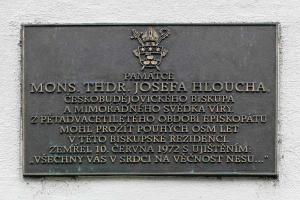 PAMÁTCE
MONS. THDR. JOSEFA HLOUCHA,
ČESKOBUDĚJOVICKÉHO BISKUPA
A MIMOŘÁDNÉHO SVĚDKA VÍRY.
Z PĚTADVACETILETÉHO OBDOBÍ EPISKOPÁTU
MOHL PROŽÍT POUHÝCH OSM LET
V TÉTO BISKUPSKÉ REZIDENCI.
ZEMŘEL 10. ČERVNA 1972 S UJIŠTĚNÍM:
„VŠECHNY VÁS V SRDCI NA VĚČNOST NESU...“